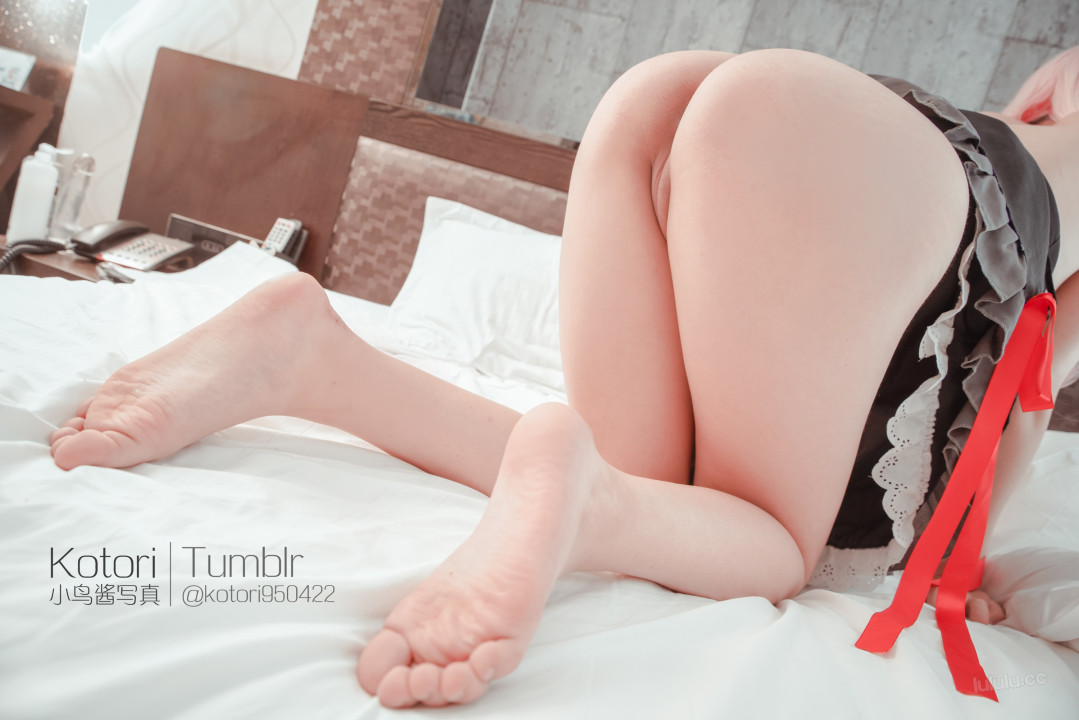 Kotori | Tumblr
小鸟酱写真 | @kotori950422
lululu.cc